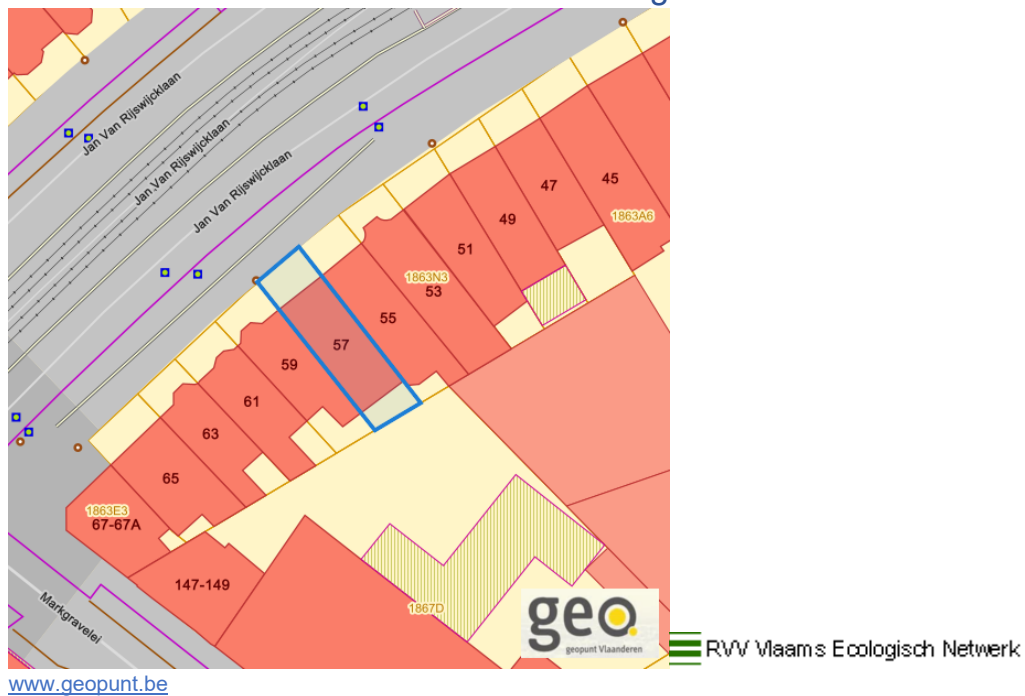 Jan Van Rijswijcklaan
Jan Van Rijswijcklaan
Jan Van Rijswijcklaan
45
1863A6
47
49
51
1863N3
53
55
57
59
61
63
65
1863E3
67-67A
147-149
1867D
Markgravelei
geo.
geopunt Vlaanderen
RVV Vlaams Ecologisch Netwerk
www.geopunt.be